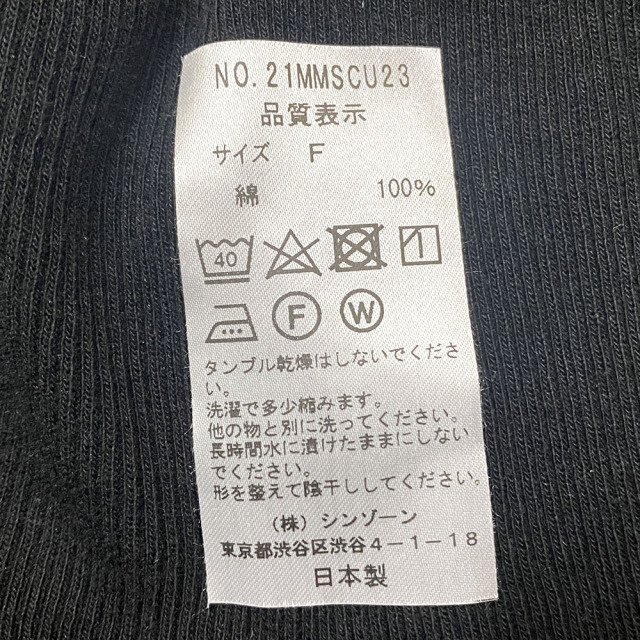 NO.21MMSCU23
品質表示
サイズ F
綿 100%
40
F W
タンブル乾燥はしないでくださ
い。
洗濯で多少縮みます。
他の物と別に洗ってください。
長時間水に漬けたままにしない
でください。
形を整えて陰干ししてください。
（株）シンゾーン
東京都渋谷区渋谷4-1-18
日本製